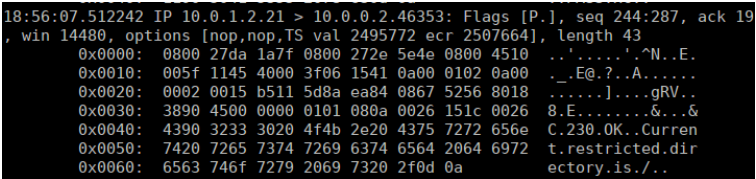 18:56:07.512242 IP 10.0.1.2.21 > 10.0.0.2.46353: Flags [P.], seq 244:287, ack 19
, win 14480, options [nop,nop,TS val 2495772 ecr 2507664], length 43
0x0000: 0800 27da 1a7f 0800 272e 5e4e 0800 4510 ..'.....'.^N..E.
0x0010: 005f 1145 4000 3f06 1541 0a00 0102 0a00 ._.E@.?..A......
0x0020: 0002 0015 b511 5d8a ea84 0867 5256 8018 ......]....gRV..
0x0030: 3890 4500 0000 0101 080a 0026 151c 0026 8.E........&...&
0x0040: 4390 3233 3020 4f4b 2e20 4375 7272 656e C.230.OK..Curren
0x0050: 7420 7265 7374 7269 6374 6564 2064 6972 t.restricted.dir
0x0060: 6563 746f 7279 2069 7320 2f0d 0a ectory.is./..